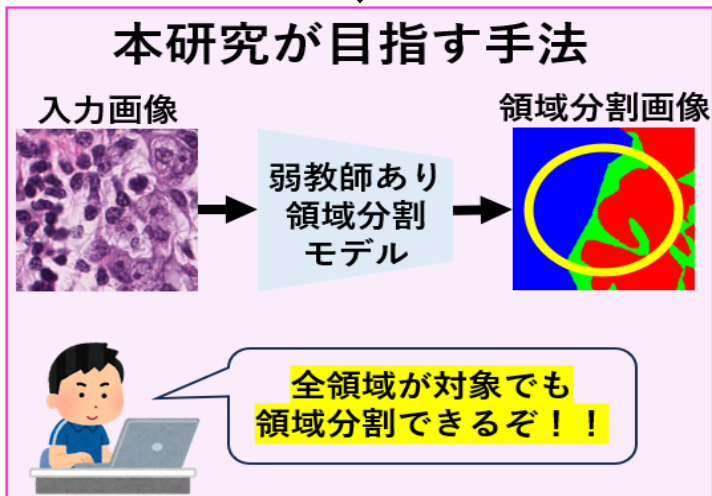 本研究が目指す手法
入力画像
領域分割画像
弱教師あり
領域分割
モデル
全領域が対象でも
領域分割できるぞ！！